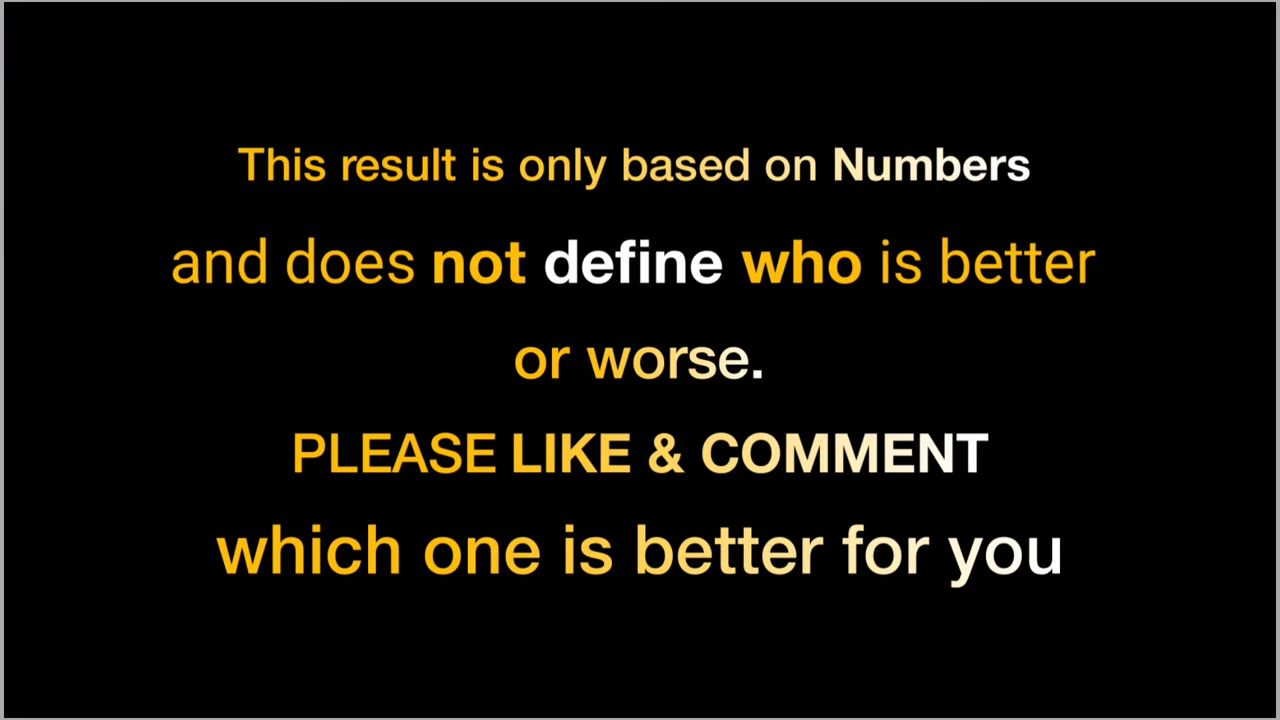 This result is only based on Numbers
and does not define who is better
or worse.
PLEASE LIKE & COMMENT
which one is better for you